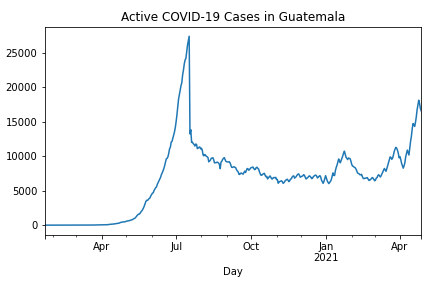 Active COVID-19 Cases in Guatemala
25000
20000
15000
10000
5000
0
Apr
Jul
Oct
Jan
2021
Apr
Day